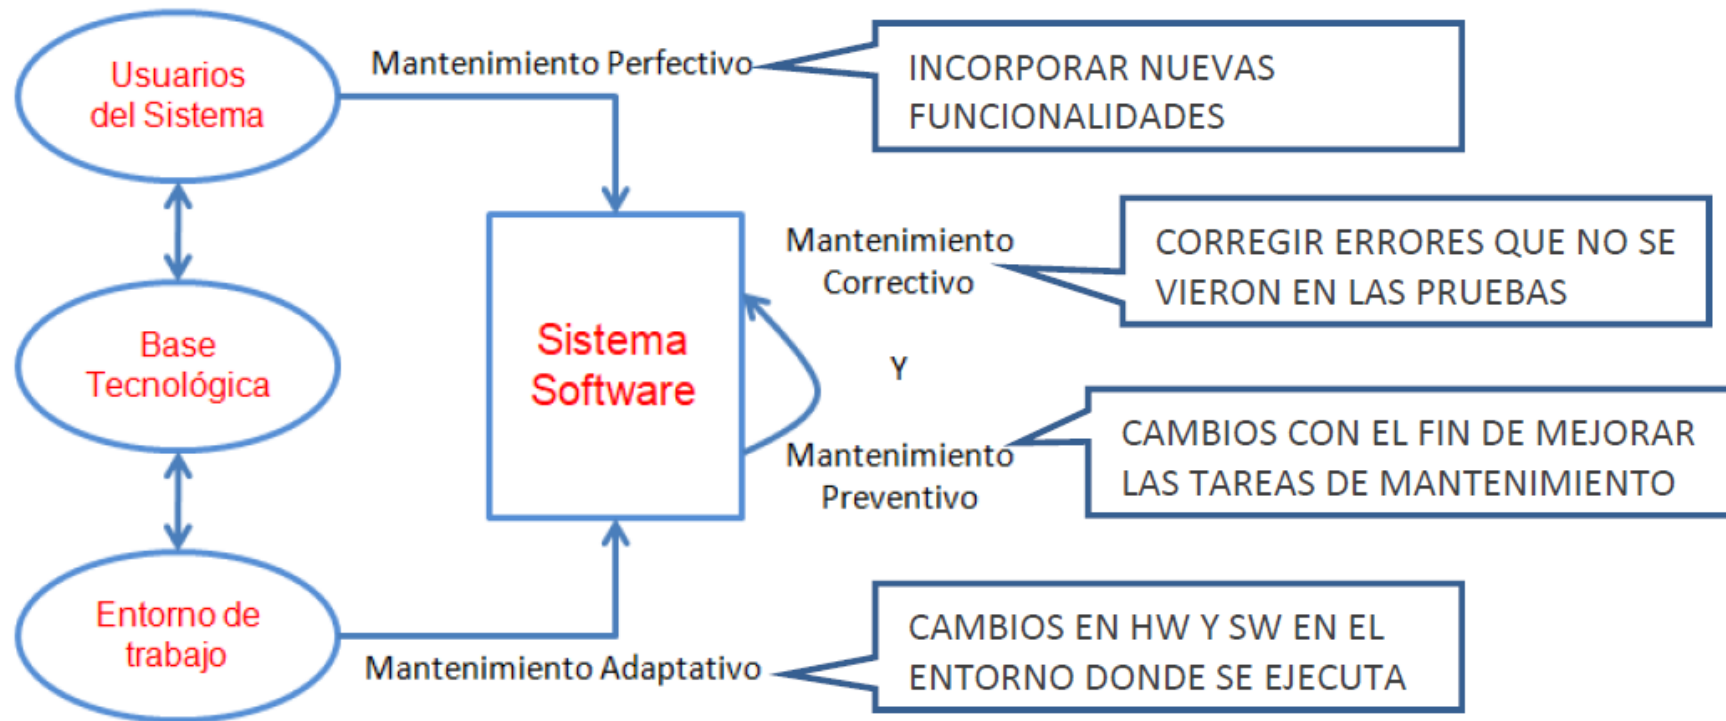 Usuarios
del Sistema
Mantenimiento Perfectivo
INCORPORAR NUEVAS
FUNCIONALIDADES
Base
Tecnológica
Sistema
Software
Mantenimiento
Correctivo
CORREGIR ERRORES QUE NO SE
VIERON EN LAS PRUEBAS
Y
Mantenimiento
Preventivo
CAMBIOS CON EL FIN DE MEJORAR
LAS TAREAS DE MANTENIMIENTO
Entorno de
trabajo
Mantenimiento Adaptativo
CAMBIOS EN HW Y SW EN EL
ENTORNO DONDE SE EJECUTA